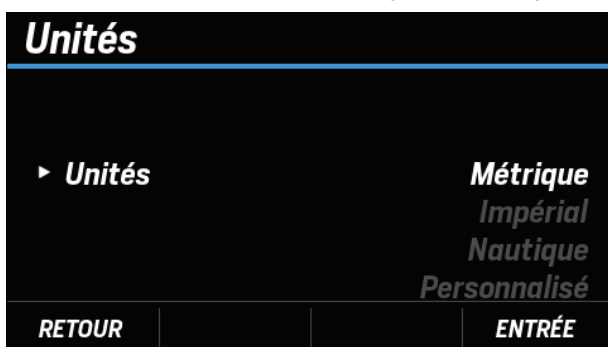 Unités
Unités Métrique
Impérial
Nautique
Personnalisé
RETOUR ENTRÉE